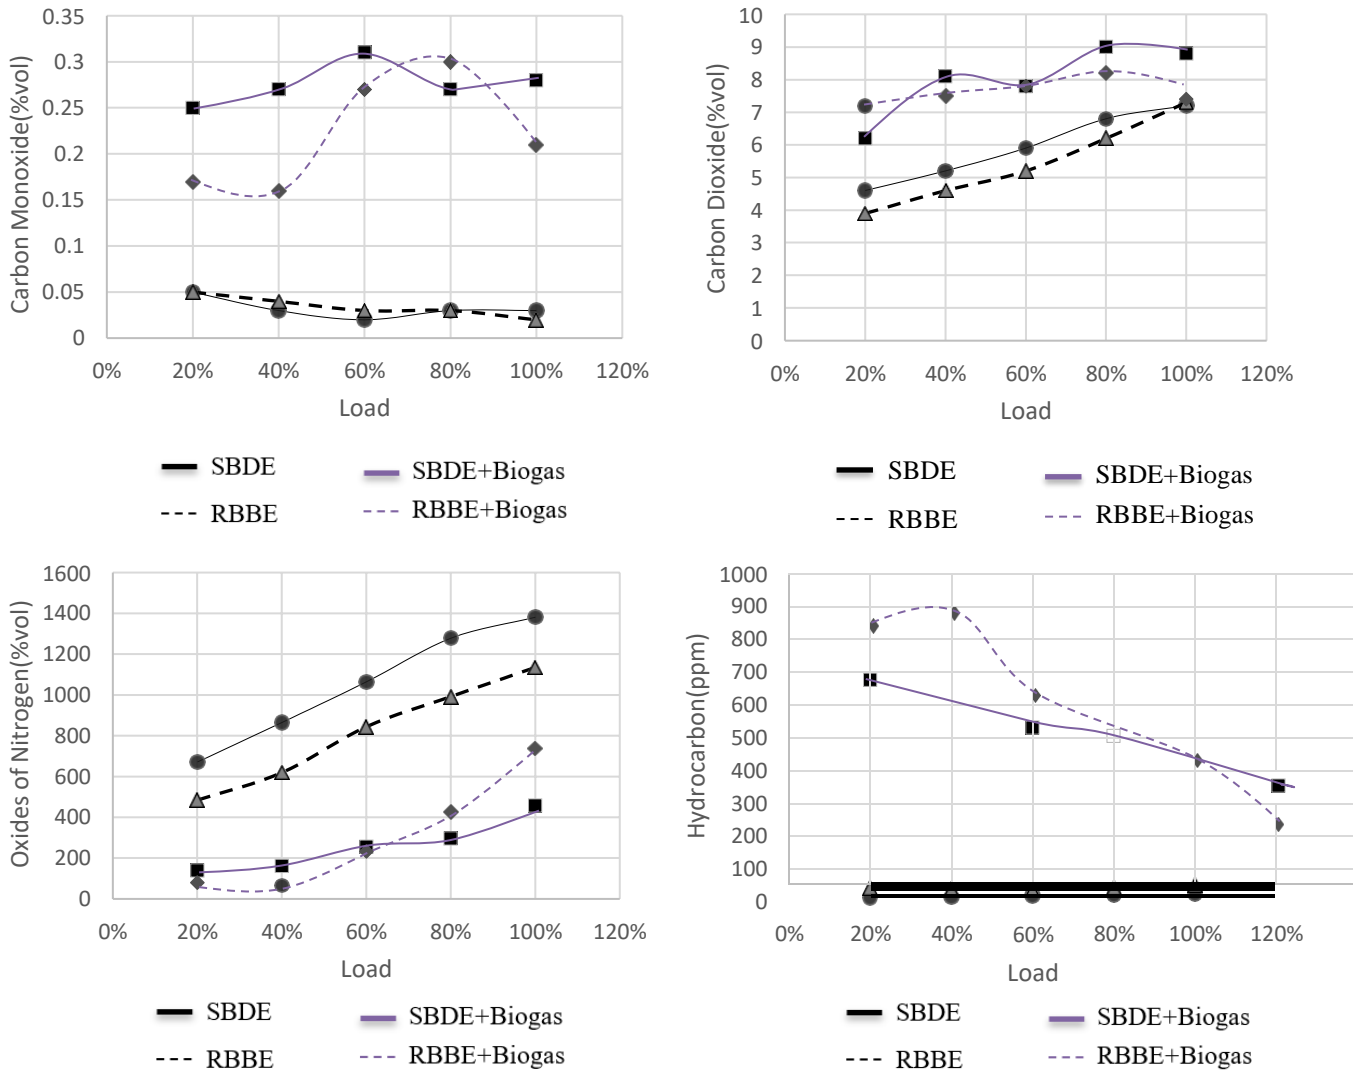 Carbon Monoxide(%vol)
0.35
0.3
0.25
0.2
0.15
0.1
0.05
0
0% 20% 40% 60% 80% 100% 120%
Load
SBDE SBDE+Biogas
RBBE RBBE+Biogas
Carbon Dioxide(%vol)
10
9
8
7
6
5
4
3
2
1
0
0% 20% 40% 60% 80% 100% 120%
Load
SBDE SBDE+Biogas
RBBE RBBE+Biogas
Oxides of Nitrogen(%vol)
1600
1400
1200
1000
800
600
400
200
0
0% 20% 40% 60% 80% 100% 120%
Load
SBDE SBDE+Biogas
RBBE RBBE+Biogas
Hydrocarbon(ppm)
1000
900
800
700
600
500
400
300
200
100
0
0% 20% 40% 60% 80% 100% 120%
Load
SBDE SBDE+Biogas
RBBE RBBE+Biogas